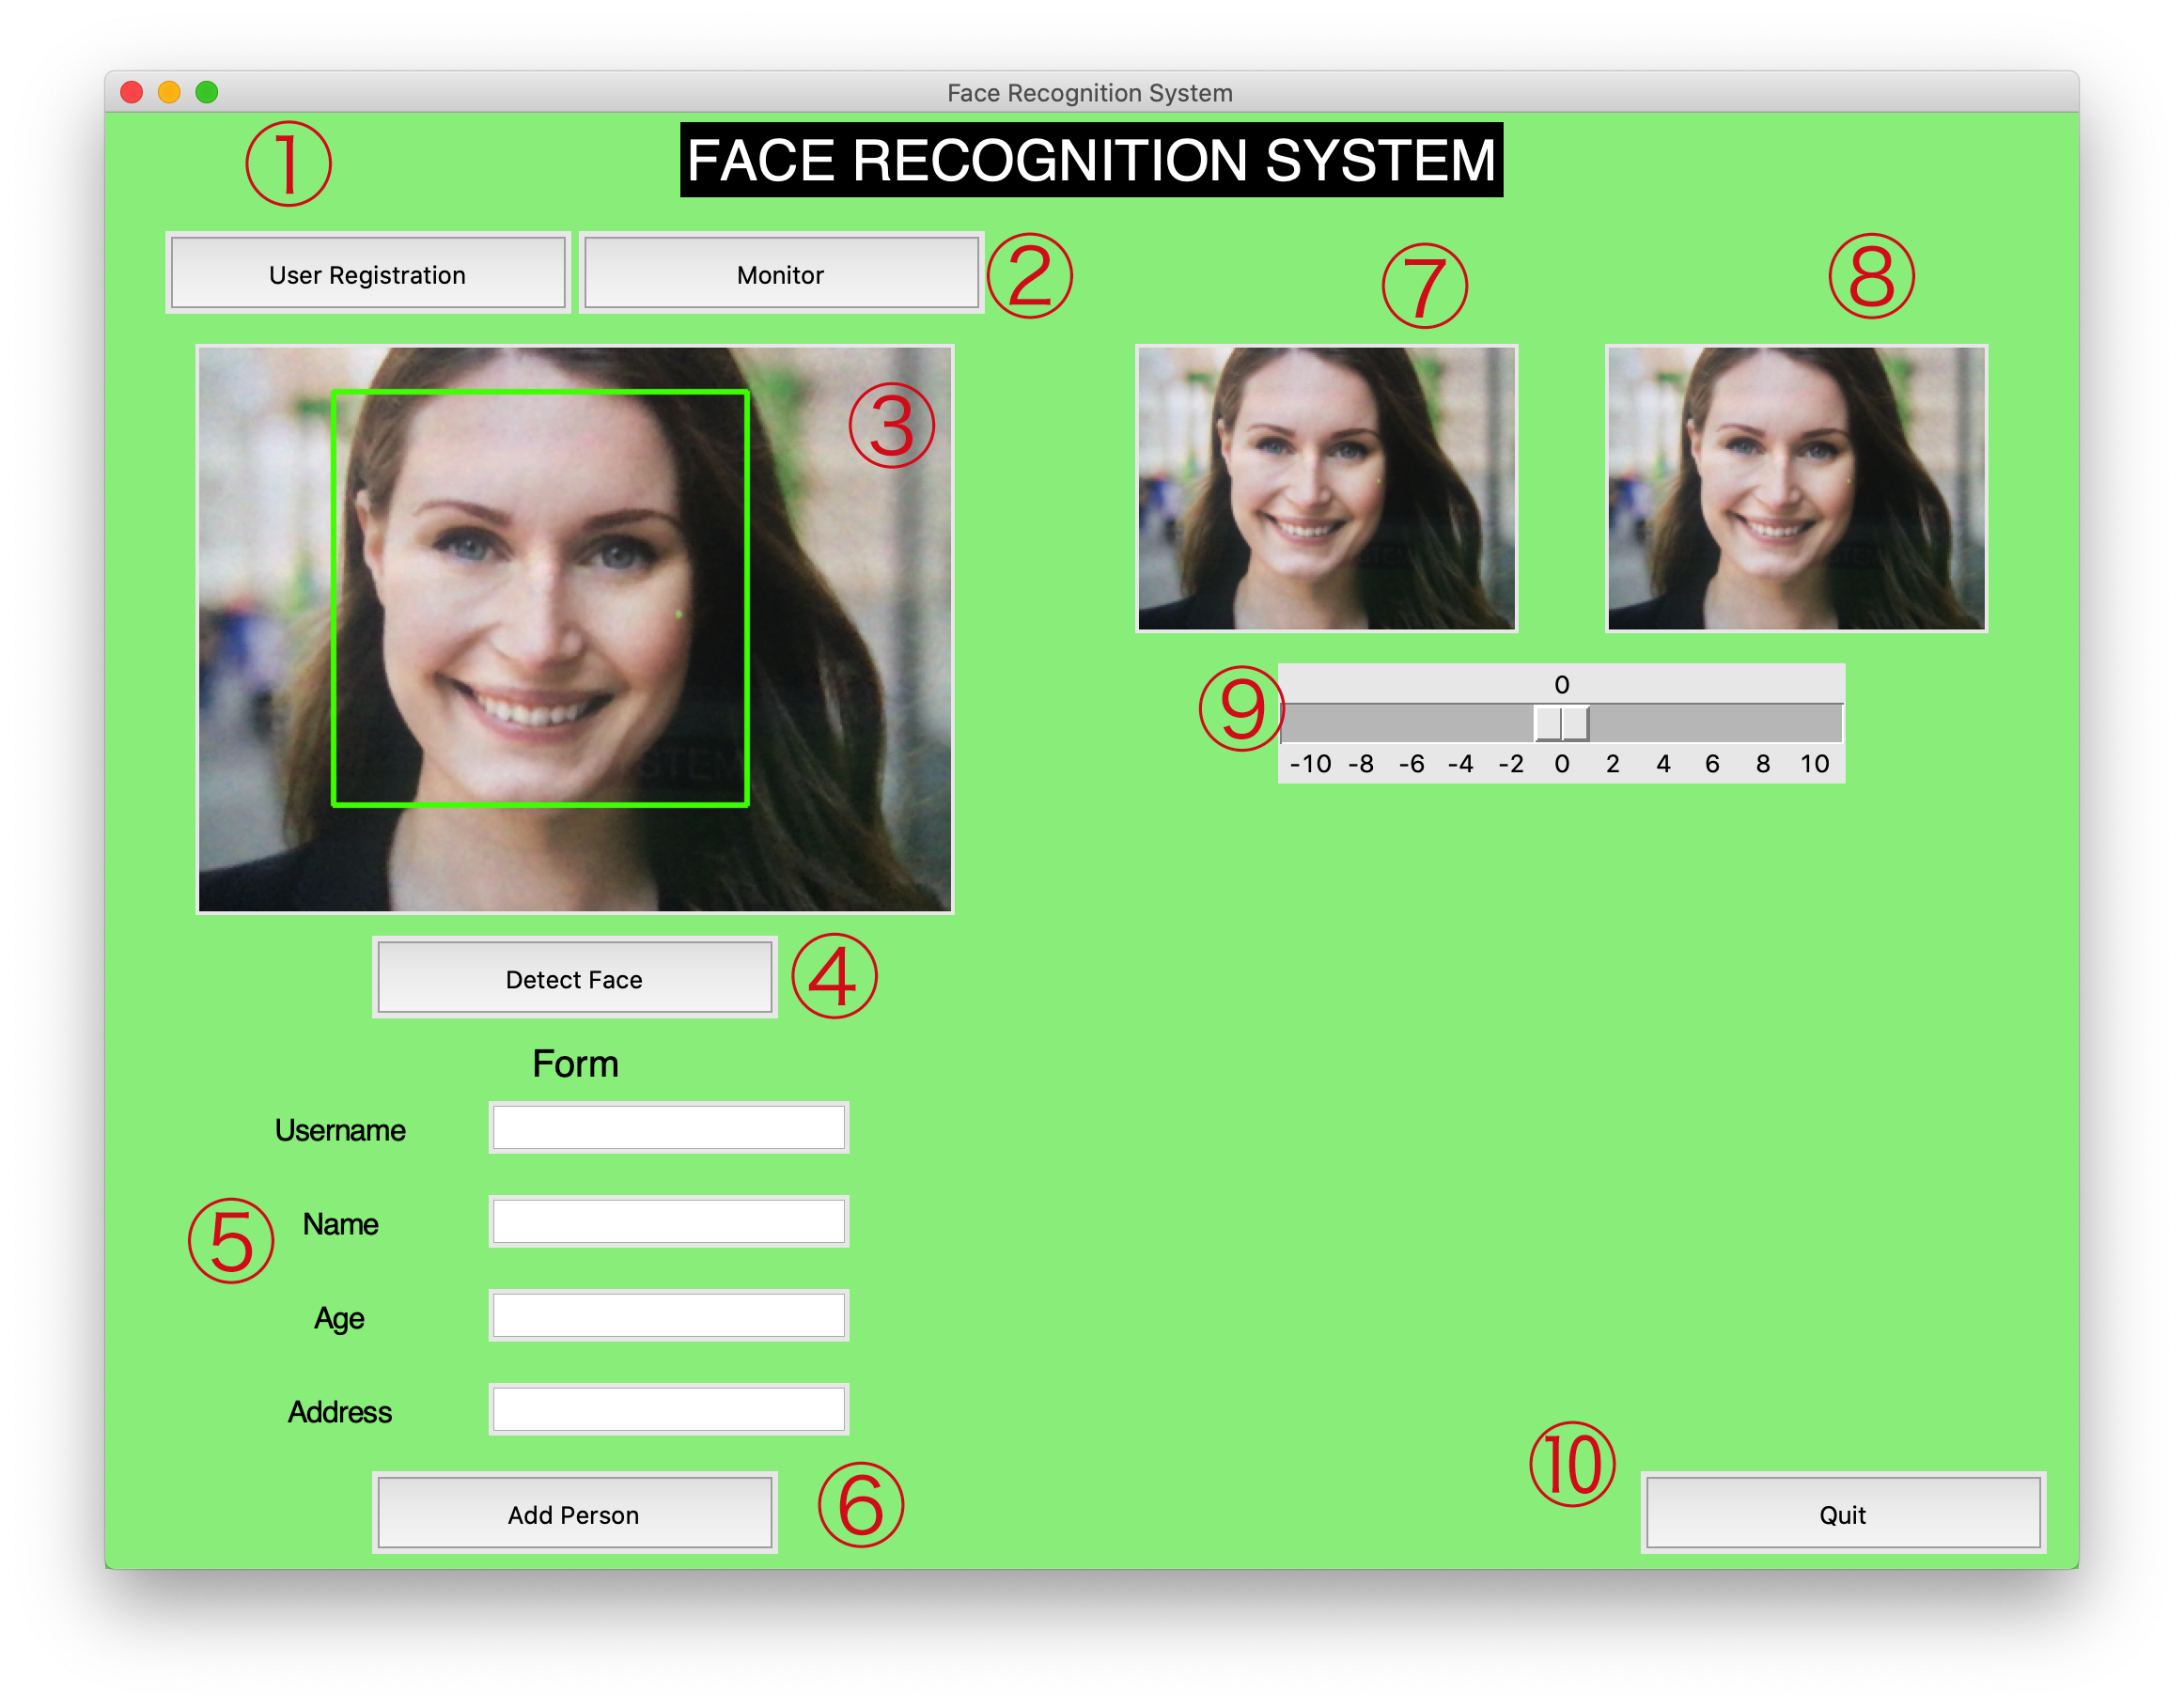 Face Recognition System
①
FACE RECOGNITION SYSTEM
User Registration
Monitor
②
⑦
⑧
③
⑨
0
-10 -8 -6 -4 -2 0 2 4 6 8 10
Detect Face
④
Form
Username
⑤
Name
Age
Address
Add Person
⑥
⑩
Quit